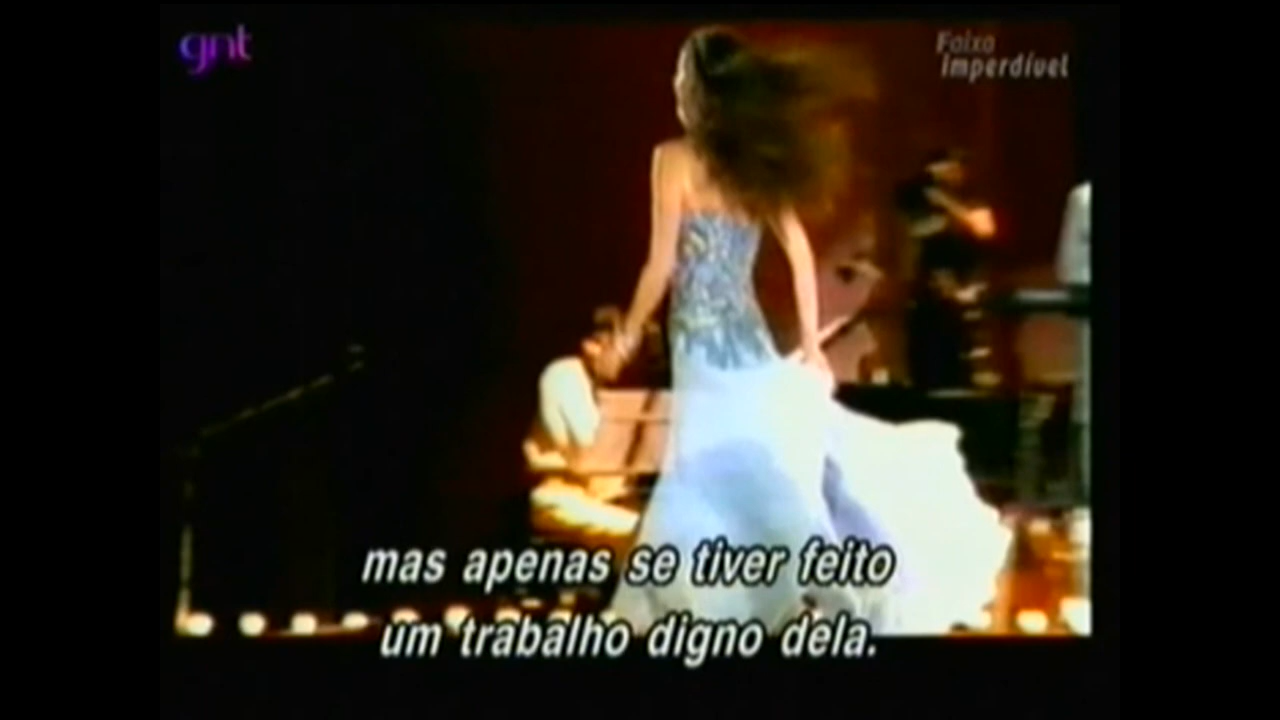 gnt
Faixa
imperdível
mas apenas se tiver feito
um trabalho digno dela.